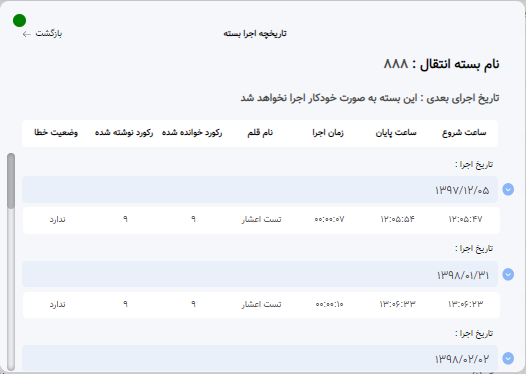 تاریخچه اجرا بسته
بازگشت
نام بسته انتقال : ۸۸۸
تاریخ اجرای بعدی : این بسته به صورت خودکار اجرا نخواهد شد
ساعت شروع ساعت پایان زمان اجرا نام قلم رکورد خوانده شده رکورد نوشته شده وضعیت خطا
تاریخ اجرا :
۱۳۹۷/۱۲/۰۵
۱۲:۰۵:۴۷ ۱۲:۰۵:۵۴ ۰۰:۰۰:۰۷ تست اعشار ۹ ۹ ندارد
تاریخ اجرا :
۱۳۹۸/۰۱/۳۱
۱۳:۰۶:۲۳ ۱۳:۰۶:۳۳ ۰۰:۰۰:۱۰ تست اعشار ۹ ۹ ندارد
تاریخ اجرا :
۱۳۹۸/۰۲/۰۲